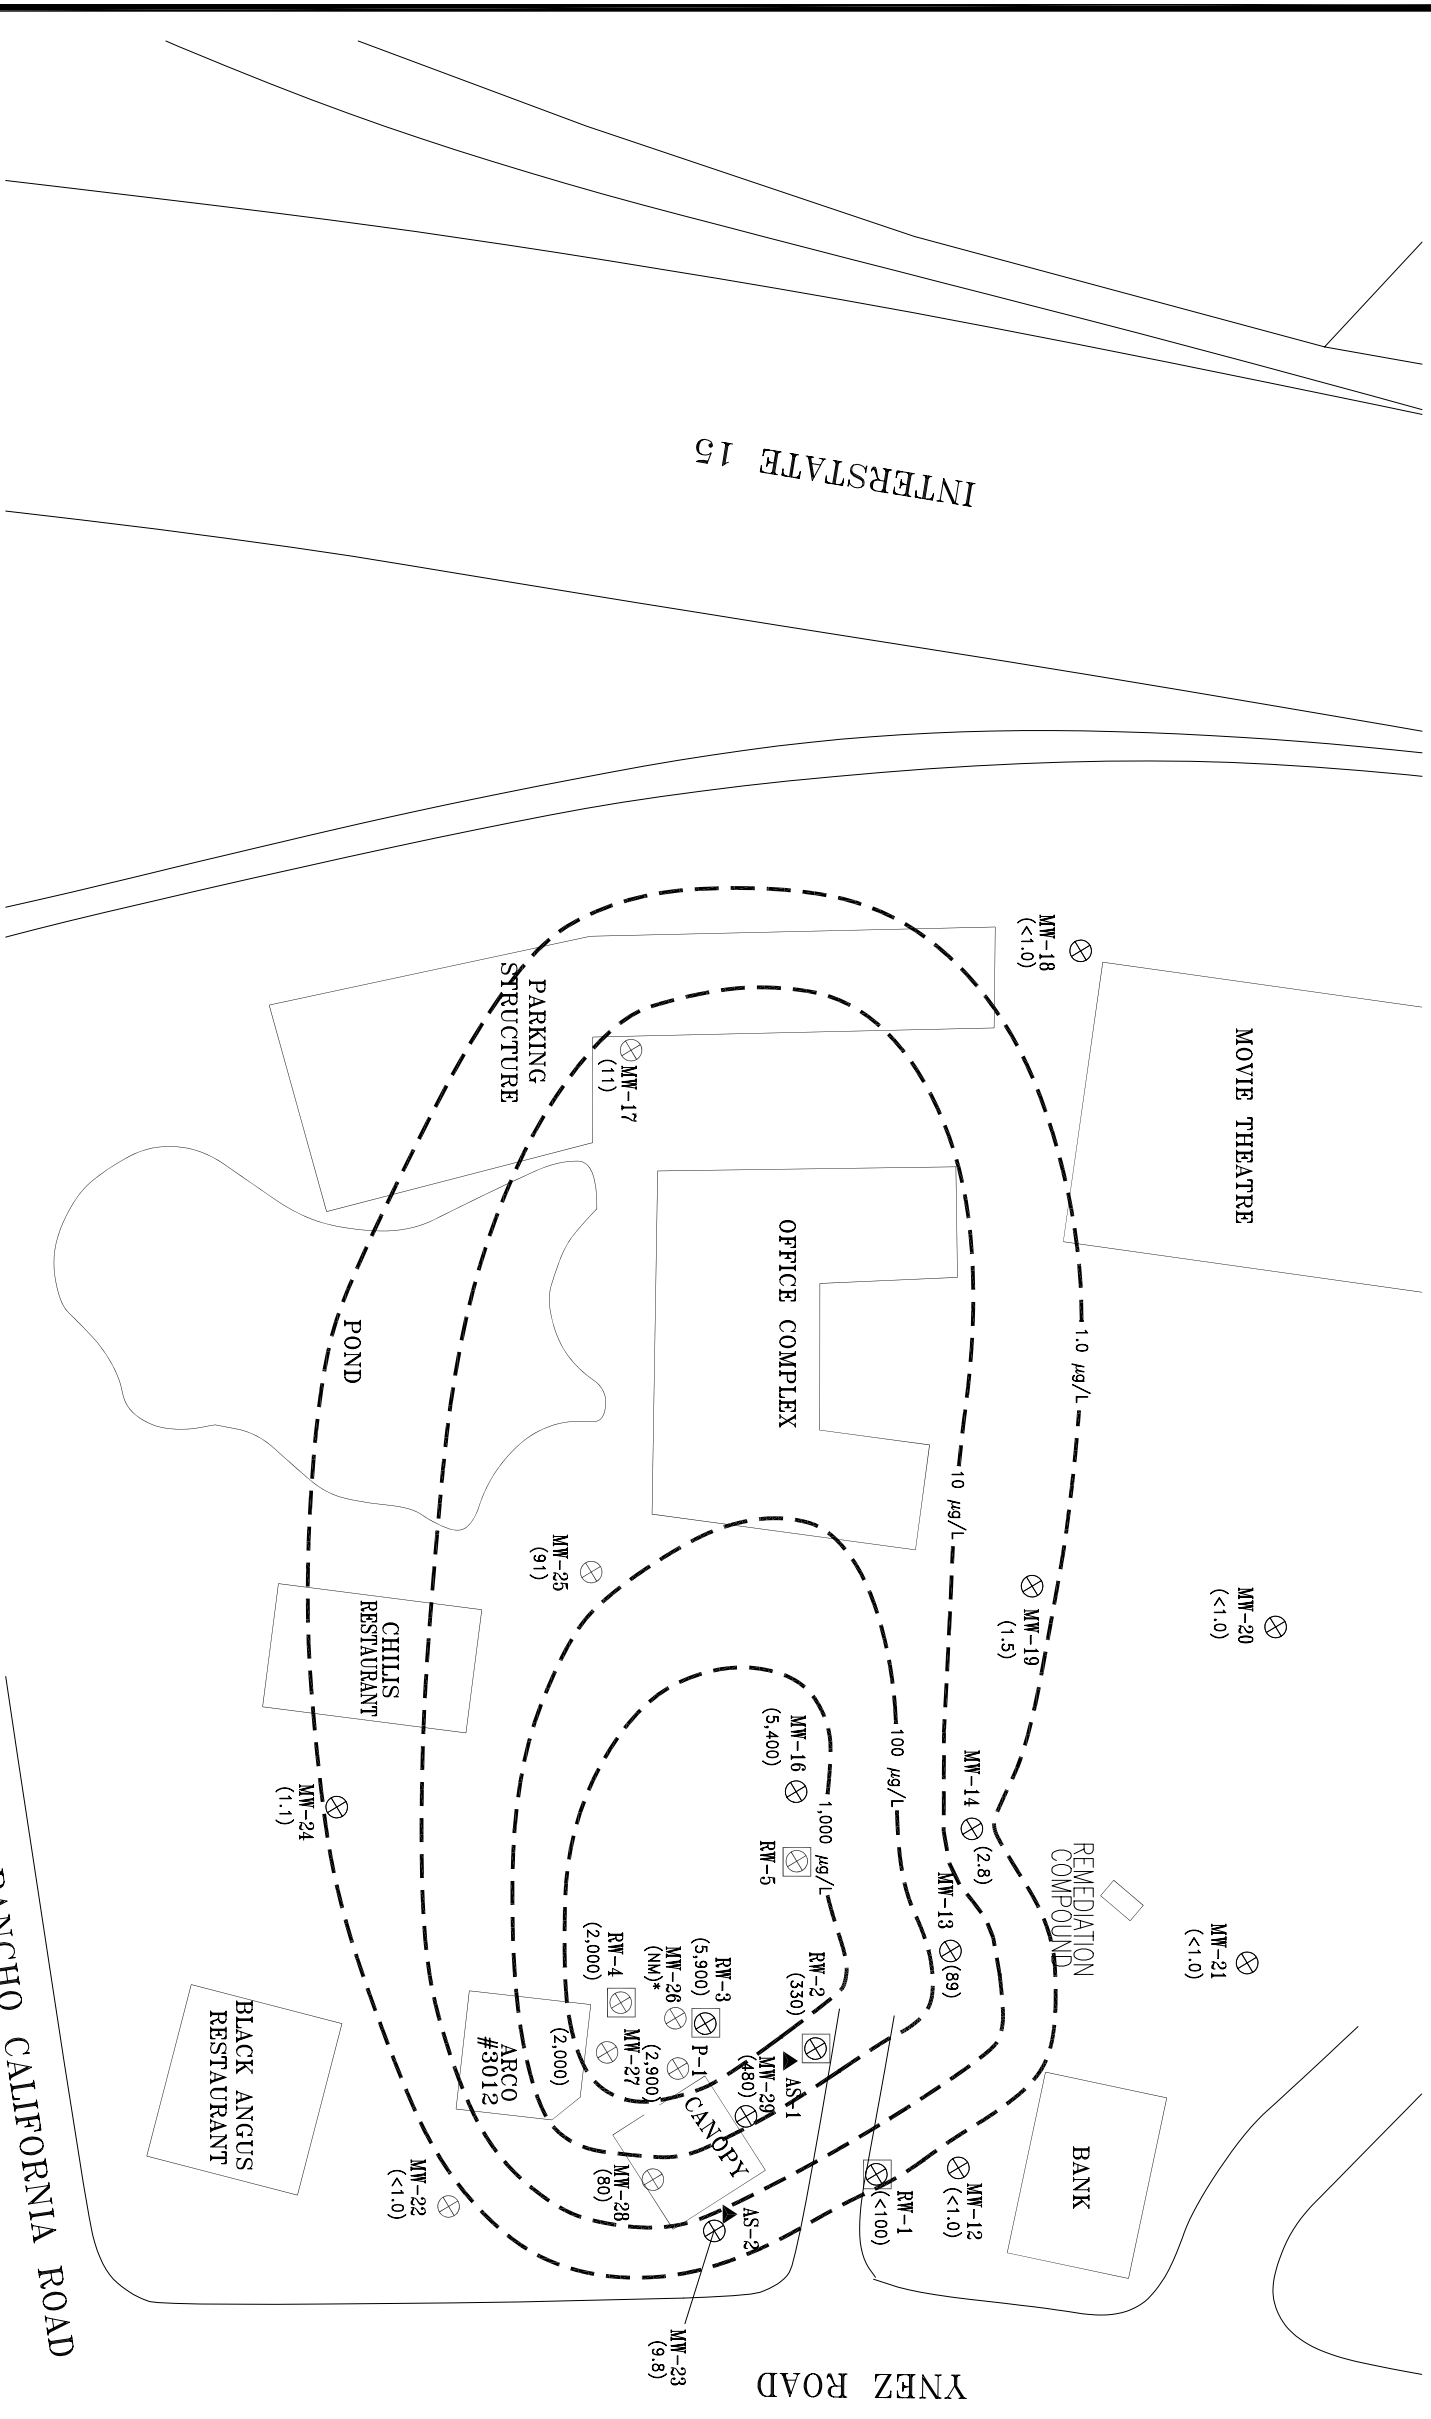 INTERSTATE 15
MW-18
(<1.0)
MOVIE THEATRE
PARKING
STRUCTURE
MW-17
(11)
OFFICE COMPLEX
POND
1.0 µg/L
10 µg/L
MW-25
(91)
MW-19
(1.5)
MW-20
(<1.0)
CHILIS
RESTAURANT
MW-16
(5,400)
100 µg/L
MW-14
(2.8)
MW-24
(1.1)
1,000 µg/L
RW-5
REMEDIATION
COMPOUND
MW-13
(89)
MW-21
(<1.0)
RW-2
(330)
RW-3
(5,900)
MW-26
(NM)*
RW-4
(2,000)
MW-27
(2,000)
P-1
(2,900)
MW-29
(480)
AS-1
ARCO
#3012
CANOPY
BLACK ANGUS
RESTAURANT
MW-28
(80)
MW-22
(<1.0)
AS-2
RW-1
(<100)
MW-12
(<1.0)
BANK
MW-23
(9.8)
CALIFORNIA ROAD
YNEZ ROAD